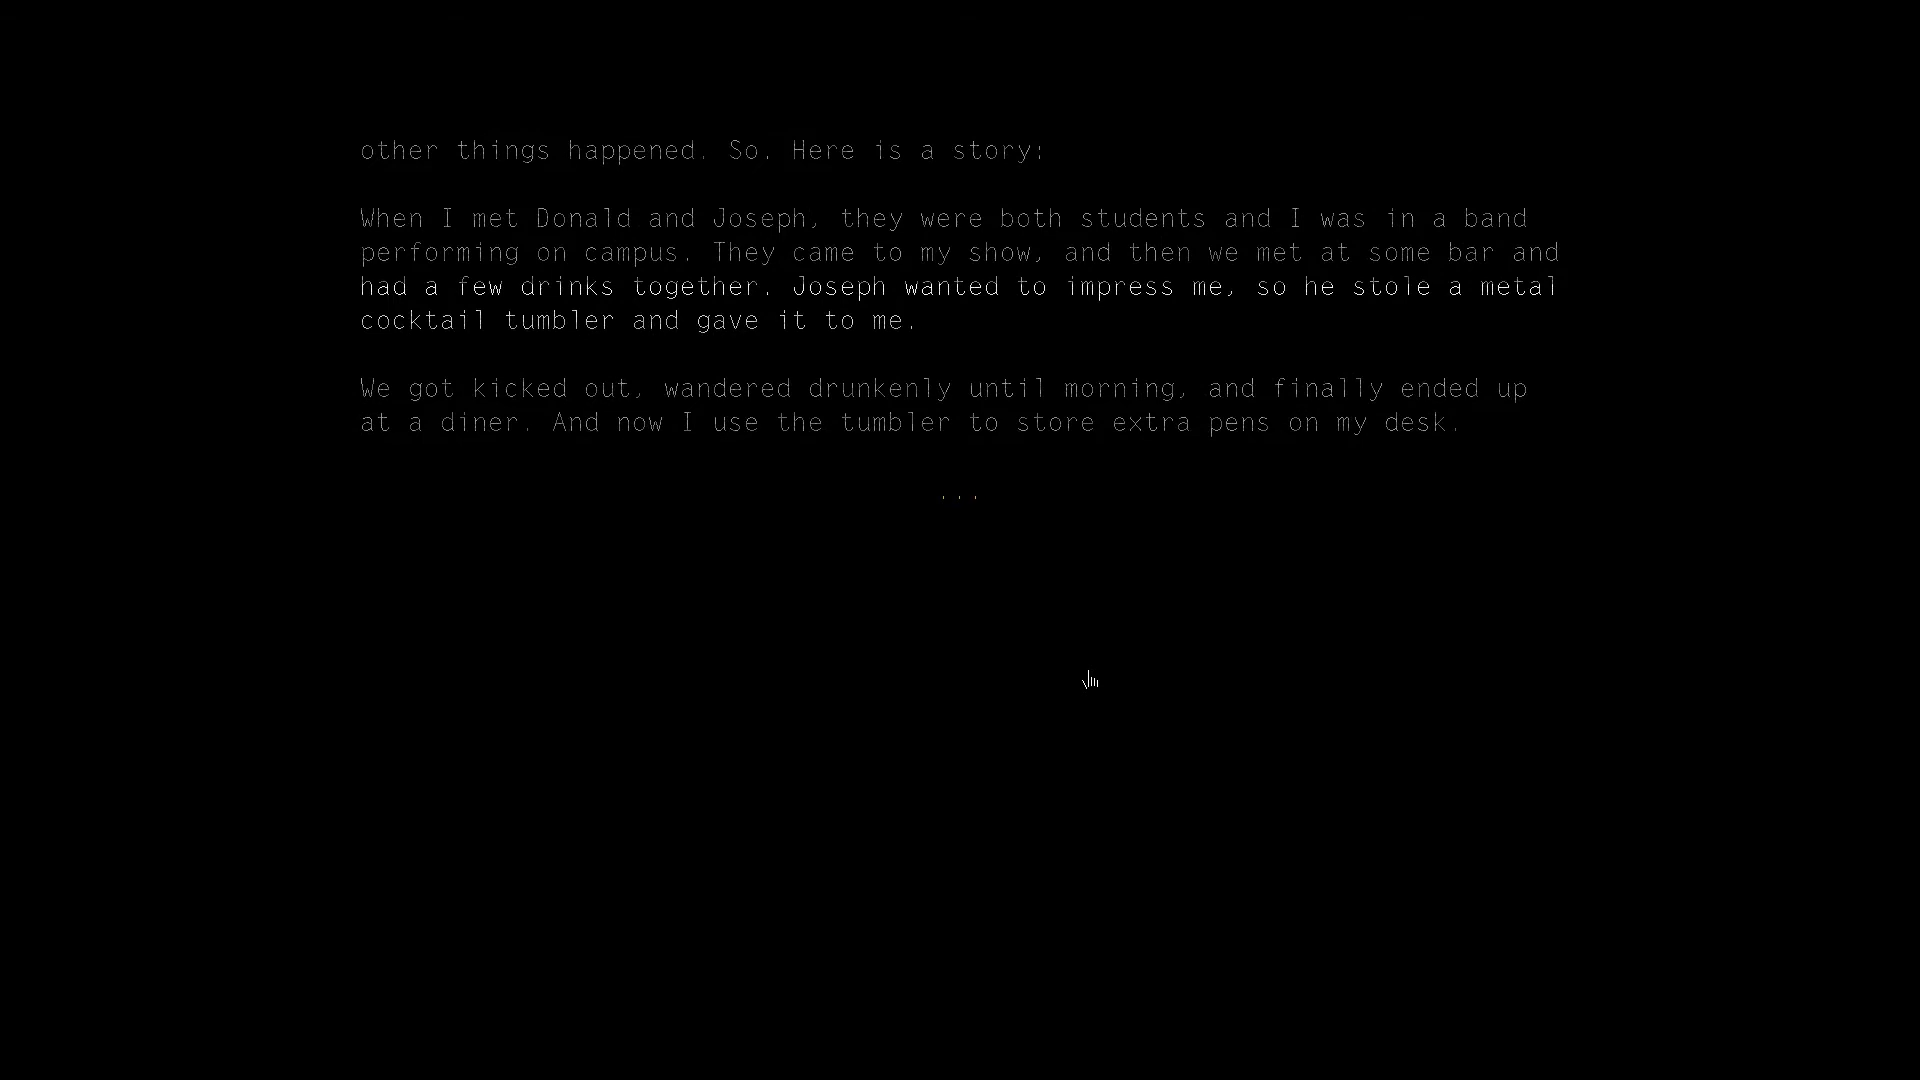 other things happened. So. Here is a story:
When I met Donald and Joseph, they were both students and I was in a band
performing on campus. They came to my show, and then we met at some bar and
had a few drinks together. Joseph wanted to impress me, so he stole a metal
cocktail tumbler and gave it to me.
We got kicked out, wandered drunkenly until morning, and finally ended up
at a diner. And now I use the tumbler to store extra pens on my desk.
...